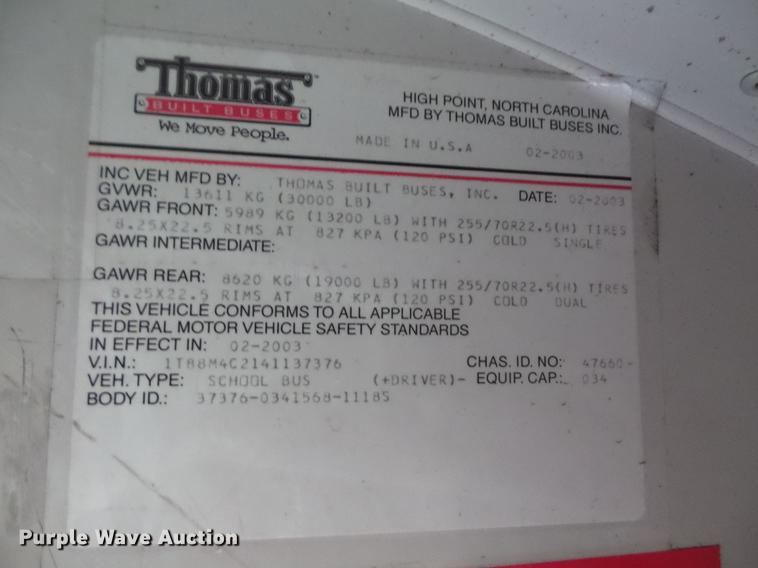 Thomas
BUILT BUSES
We Move People.
HIGH POINT, NORTH CAROLINA
MFD BY THOMAS BUILT BUSES INC.
MADE IN U.S.A 02-2003
INC VEH MFD BY: THOMAS BUILT BUSES, INC. DATE: 02-2003
GVWR: 13611 KG (30000 LB)
GAWR FRONT: 5989 KG (13200 LB) WITH 255/70R22.5(H) TIRES
8.25X22.5 RIMS AT 827 KPA (120 PSI) COLD SINGLE
GAWR INTERMEDIATE:
GAWR REAR: 8620 KG (19000 LB) WITH 255/70R22.5(H) TIRES
8.25X22.5 RIMS AT 827 KPA (120 PSI) COLD DUAL
THIS VEHICLE CONFORMS TO ALL APPLICABLE
FEDERAL MOTOR VEHICLE SAFETY STANDARDS
IN EFFECT IN: 02-2003
V.I.N.: 1T88M4C2141137376 CHAS. ID. NO: 47660-
VEH. TYPE: SCHOOL BUS (+DRIVER)- EQUIP. CAP.: 034
BODY ID.: 37376-0341568-1118S
Purple Wave Auction